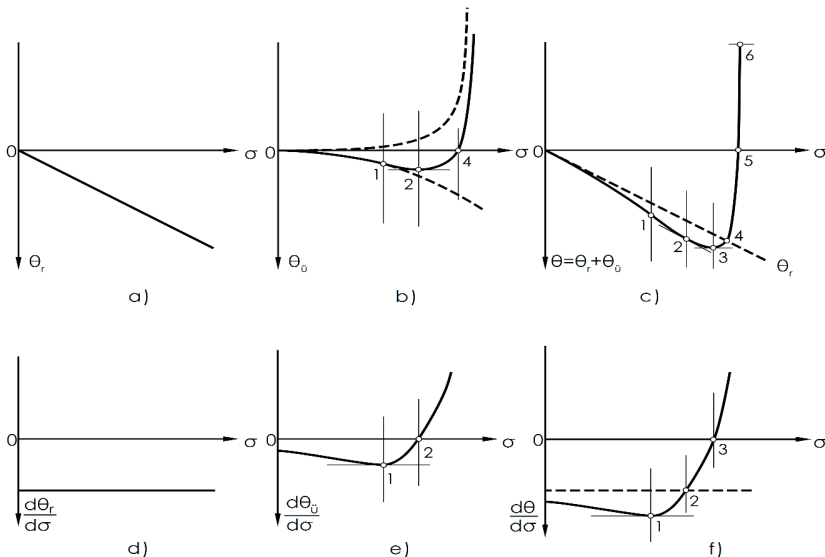 0 σ
θr
a)
0 σ
1 2 4
θü
b)
0 σ
6
5
1 2 3 4
θ=θr+θü θr
c)
0 σ
dθr
dσ
d)
0 σ
1 2
dθü
dσ
e)
0 σ
3
2
1
dθ
dσ
f)